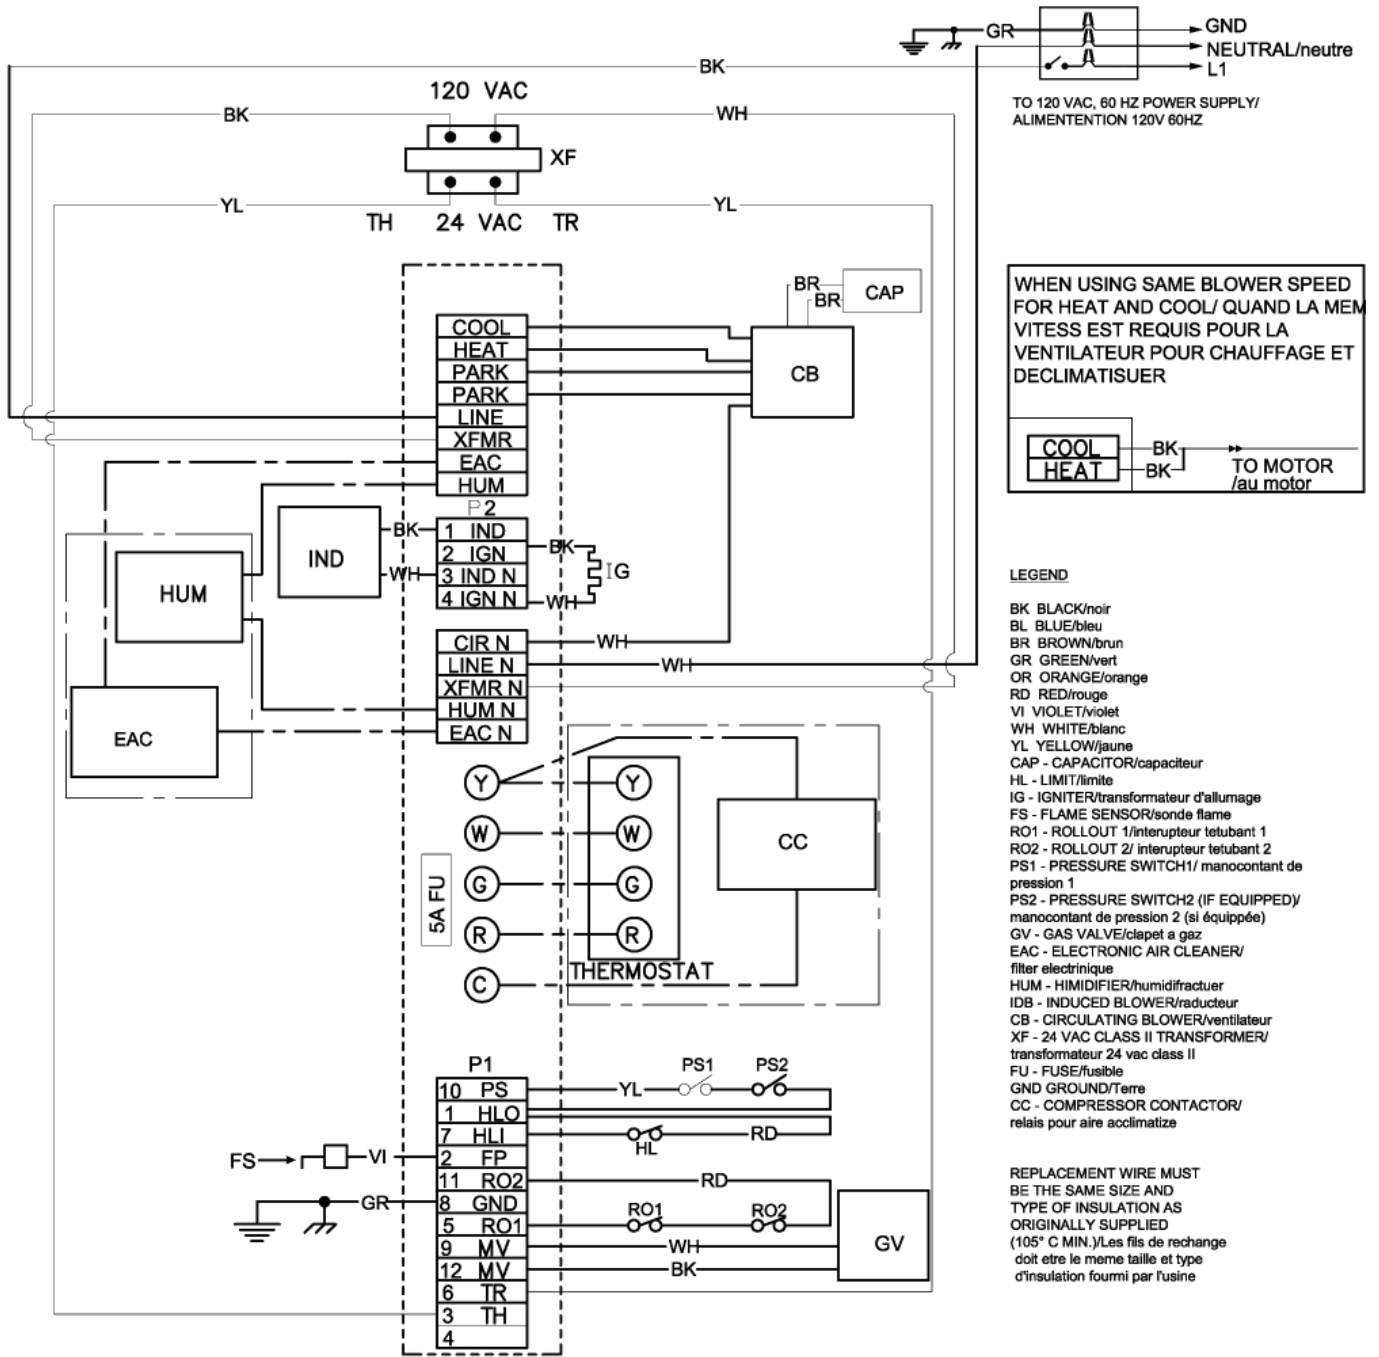 GR
GND
NEUTRAL/neutre
L1
BK
TO 120 VAC, 60 HZ POWER SUPPLY/
ALIMENTENTION 120V 60HZ
120 VAC
BK
WH
XF
YL
YL
TH 24 VAC TR
WHEN USING SAME BLOWER SPEED
FOR HEAT AND COOL/ QUAND LA MEM
VITESS EST REQUIS POUR LA
VENTILATEUR POUR CHAUFFAGE ET
DECLIMATISUER
COOL
HEAT
BK
BK
TO MOTOR
/au motor
BR
BR
CAP
CB
COOL
HEAT
PARK
PARK
LINE
XFMR
EAC
HUM
P2
1 IND
2 IGN
3 IND N
4 IGN N
BK
WH
IND
BK
IG
WH
HUM
EAC
CIR N
LINE N
XFMR N
HUM N
EAC N
WH
WH
Y
W
G
R
C
5A FU
Y
W
G
R
THERMOSTAT
CC
P1
10 PS
1 HLO
7 HLI
2 FP
11 RO2
8 GND
5 RO1
9 MV
12 MV
6 TR
3 TH
4
YL
PS1
PS2
HL
RD
FS
VI
GR
RD
RO1
RO2
WH
BK
GV
LEGEND
BK BLACK/noir
BL BLUE/bleu
BR BROWN/brun
GR GREEN/vert
OR ORANGE/orange
RD RED/rouge
VI VIOLET/violet
WH WHITE/blanc
YL YELLOW/jaune
CAP - CAPACITOR/capaciteur
HL - LIMIT/limite
IG - IGNITER/transformateur d'allumage
FS - FLAME SENSOR/sonde flame
RO1 - ROLLOUT 1/interupteur tetubant 1
RO2 - ROLLOUT 2/ interupteur tetubant 2
PS1 - PRESSURE SWITCH1/ manocontant de
pression 1
PS2 - PRESSURE SWITCH2 (IF EQUIPPED)/
manocontant de pression 2 (si équippée)
GV - GAS VALVE/clapet a gaz
EAC - ELECTRONIC AIR CLEANER/
filter electrinique
HUM - HIMIDIFIER/humidifractuer
IDB - INDUCED BLOWER/raducteur
CB - CIRCULATING BLOWER/ventilateur
XF - 24 VAC CLASS II TRANSFORMER/
transformateur 24 vac class II
FU - FUSE/fusible
GND GROUND/Terre
CC - COMPRESSOR CONTACTOR/
relais pour aire acclimatize
REPLACEMENT WIRE MUST
BE THE SAME SIZE AND
TYPE OF INSULATION AS
ORIGINALLY SUPPLIED
(105° C MIN.)/Les fils de rechange
doit etre le meme taille et type
d'insulation fourmi par l'usine